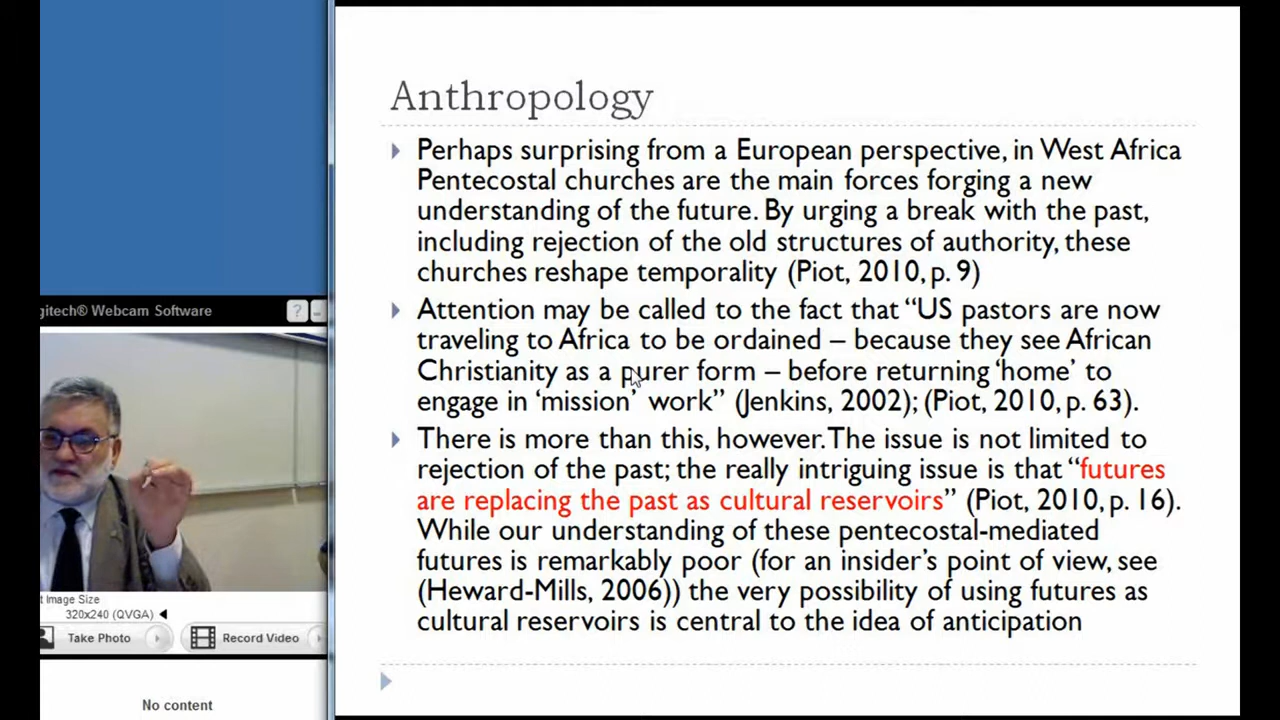 Anthropology
Perhaps surprising from a European perspective, in West Africa
Pentecostal churches are the main forces forging a new
understanding of the future. By urging a break with the past,
including rejection of the old structures of authority, these
churches reshape temporality (Piot, 2010, p. 9)
Attention may be called to the fact that “US pastors are now
traveling to Africa to be ordained – because they see African
Christianity as a purer form – before returning ‘home’ to
engage in ‘mission’ work” (Jenkins, 2002); (Piot, 2010, p. 63).
There is more than this, however. The issue is not limited to
rejection of the past; the really intriguing issue is that “futures
are replacing the past as cultural reservoirs” (Piot, 2010, p. 16).
While our understanding of these pentecostal-mediated
futures is remarkably poor (for an insider’s point of view, see
(Heward-Mills, 2006)) the very possibility of using futures as
cultural reservoirs is central to the idea of anticipation
gitech® Webcam Software
?
t Image Size
320x240 (QVGA)
Take Photo
Record Video
No content